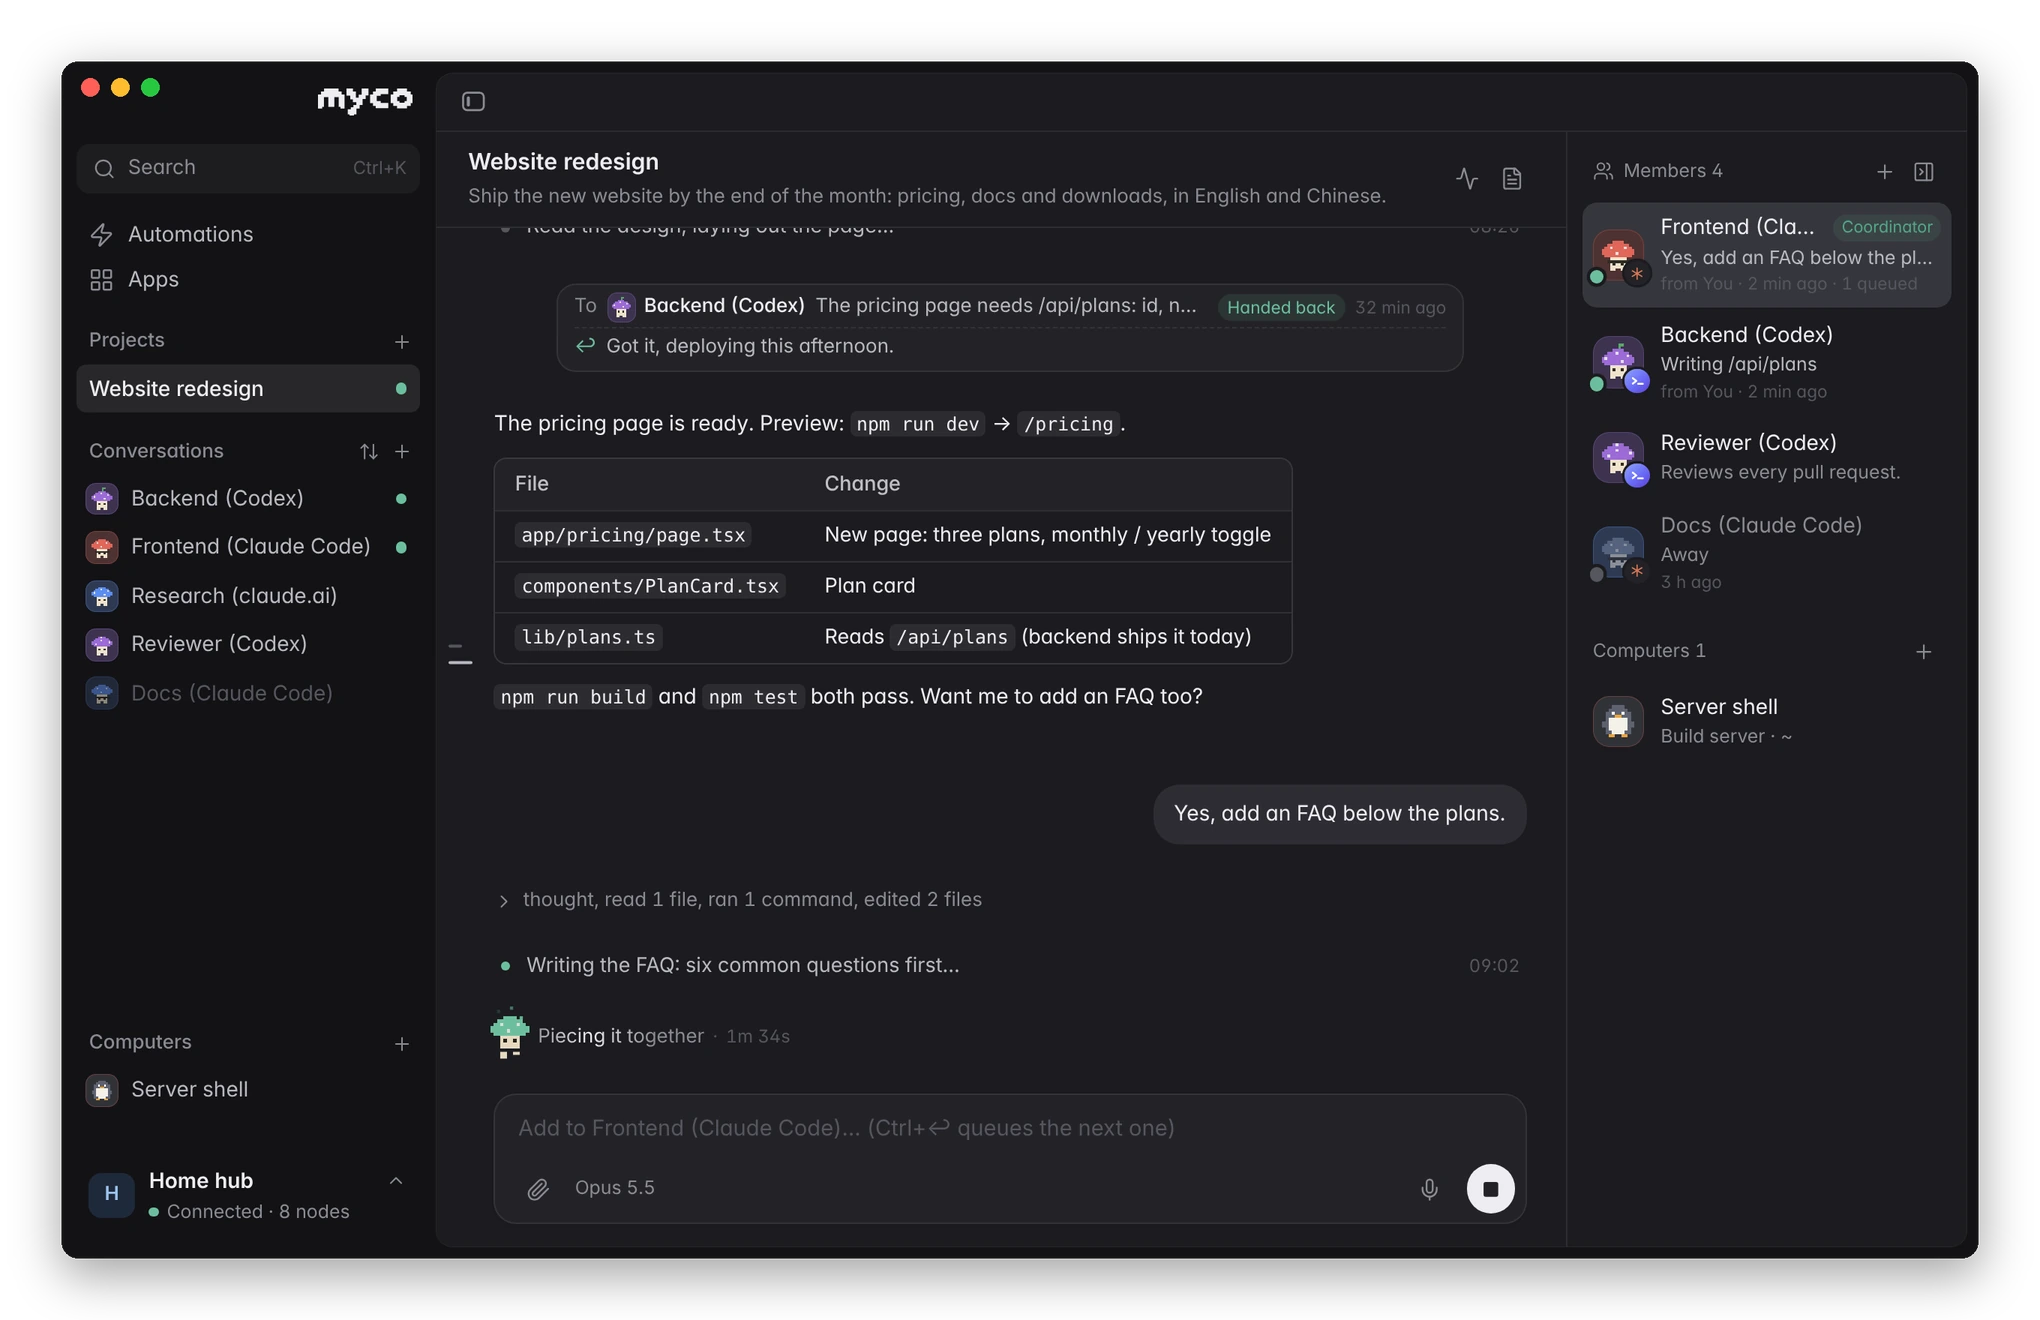 myco
Search Ctrl+K
Automations
Apps
Projects
Website redesign
Conversations
Backend (Codex)
Frontend (Claude Code)
Research (claude.ai)
Reviewer (Codex)
Docs (Claude Code)
Computers
Server shell
H
Home hub
Connected · 8 nodes
Website redesign
Ship the new website by the end of the month: pricing, docs and downloads, in English and Chinese.
Read the design, laying out the page... 08:26
To Backend (Codex) The pricing page needs /api/plans: id, n... Handed back 32 min ago
Got it, deploying this afternoon.
The pricing page is ready. Preview: npm run dev → /pricing.
File Change
app/pricing/page.tsx New page: three plans, monthly / yearly toggle
components/PlanCard.tsx Plan card
lib/plans.ts Reads /api/plans (backend ships it today)
npm run build and npm test both pass. Want me to add an FAQ too?
Yes, add an FAQ below the plans.
thought, read 1 file, ran 1 command, edited 2 files
Writing the FAQ: six common questions first... 09:02
Piecing it together · 1m 34s
Add to Frontend (Claude Code)... (Ctrl+↩ queues the next one)
Opus 5.5
Members 4
Frontend (Cla... Coordinator
Yes, add an FAQ below the pl...
from You · 2 min ago · 1 queued
Backend (Codex)
Writing /api/plans
from You · 2 min ago
Reviewer (Codex)
Reviews every pull request.
Docs (Claude Code)
Away
3 h ago
Computers 1
Server shell
Build server · ~